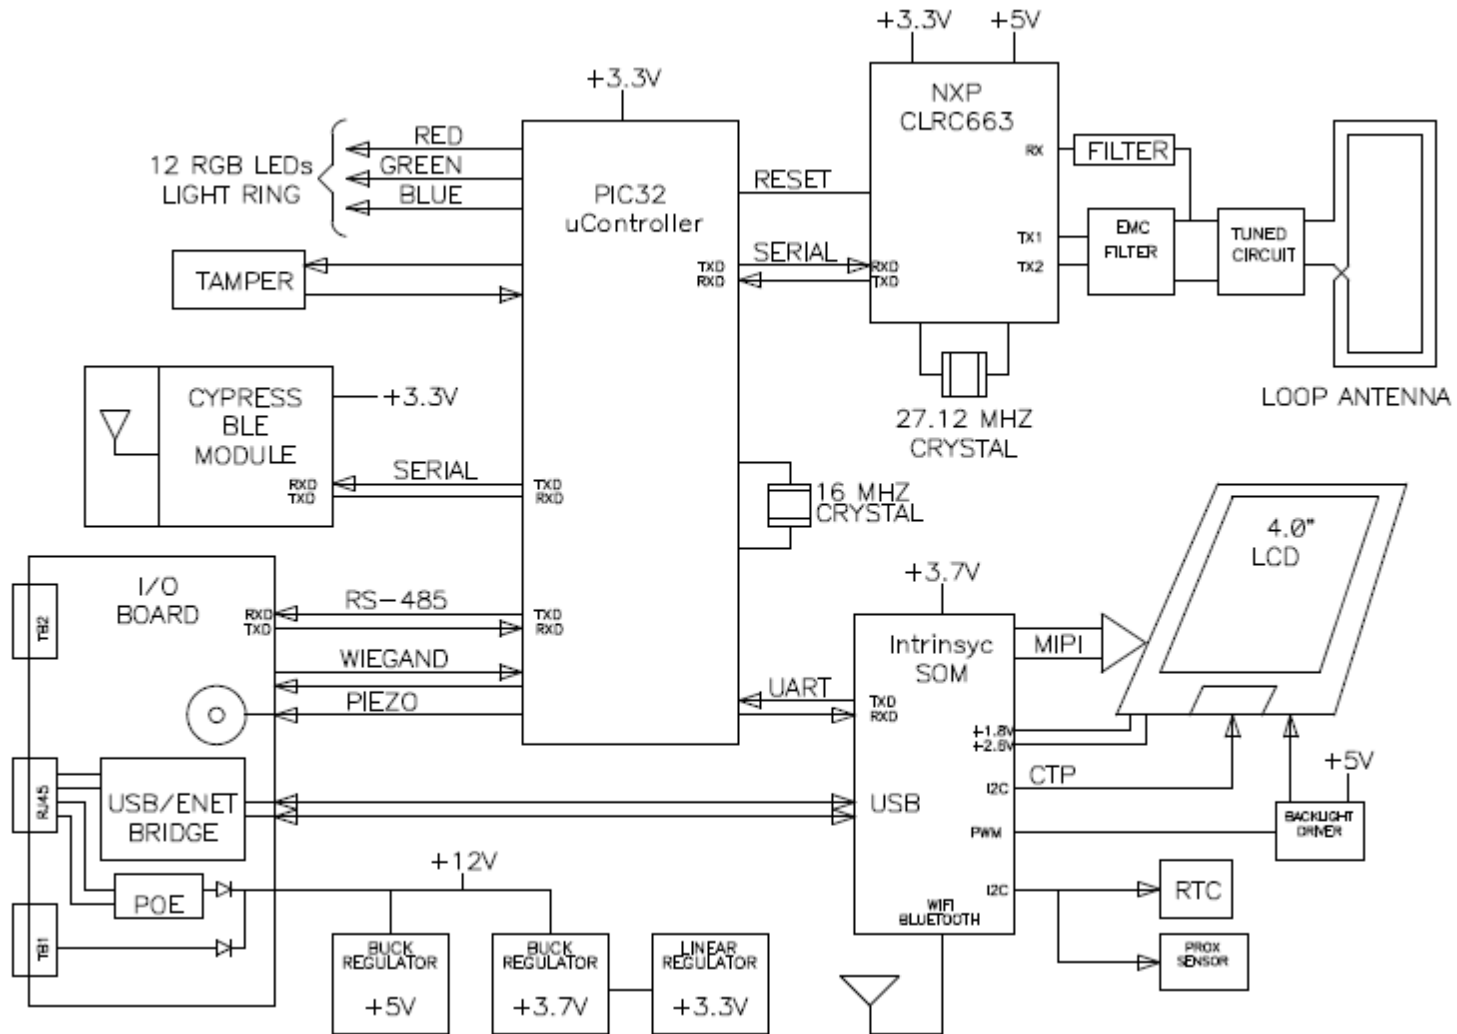 +3.3V
+5V
NXP
CLRC663
RX
FILTER
TX1
TX2
EMC
FILTER
TUNED
CIRCUIT
LOOP ANTENNA
RXD
TXD
27.12 MHZ
CRYSTAL
+3.3V
12 RGB LEDs
LIGHT RING
RED
GREEN
BLUE
PIC32
uController
RESET
SERIAL
TXD
RXD
TAMPER
CYPRESS
BLE
MODULE
+3.3V
RXD
TXD
SERIAL
TXD
RXD
16 MHZ
CRYSTAL
I/O
BOARD
TB2
RXD
TXD
RS-485
TXD
RXD
WIEGAND
PIEZO
RJ45
USB/ENET
BRIDGE
POE
TB1
+12V
BUCK
REGULATOR
+5V
BUCK
REGULATOR
+3.7V
LINEAR
REGULATOR
+3.3V
+3.7V
Intrinsyc
SOM
UART
TXD
RXD
MIPI
4.0"
LCD
+1.8V
+2.8V
I2C
CTP
USB
PWM
+5V
BACKLIGHT
DRIVER
I2C
WIFI
BLUETOOTH
RTC
PROX
SENSOR